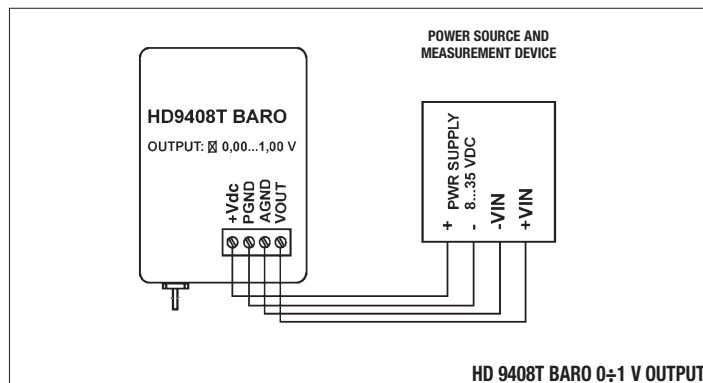 POWER SOURCE AND
MEASUREMENT DEVICE
HD9408T BARO
OUTPUT: ☒ 0,00...1,00 V
+Vdc
PGND
AGND
VOUT
+ PWR SUPPLY
- 8...35 VDC
-VIN
+VIN
HD 9408T BARO 0÷1 V OUTPUT